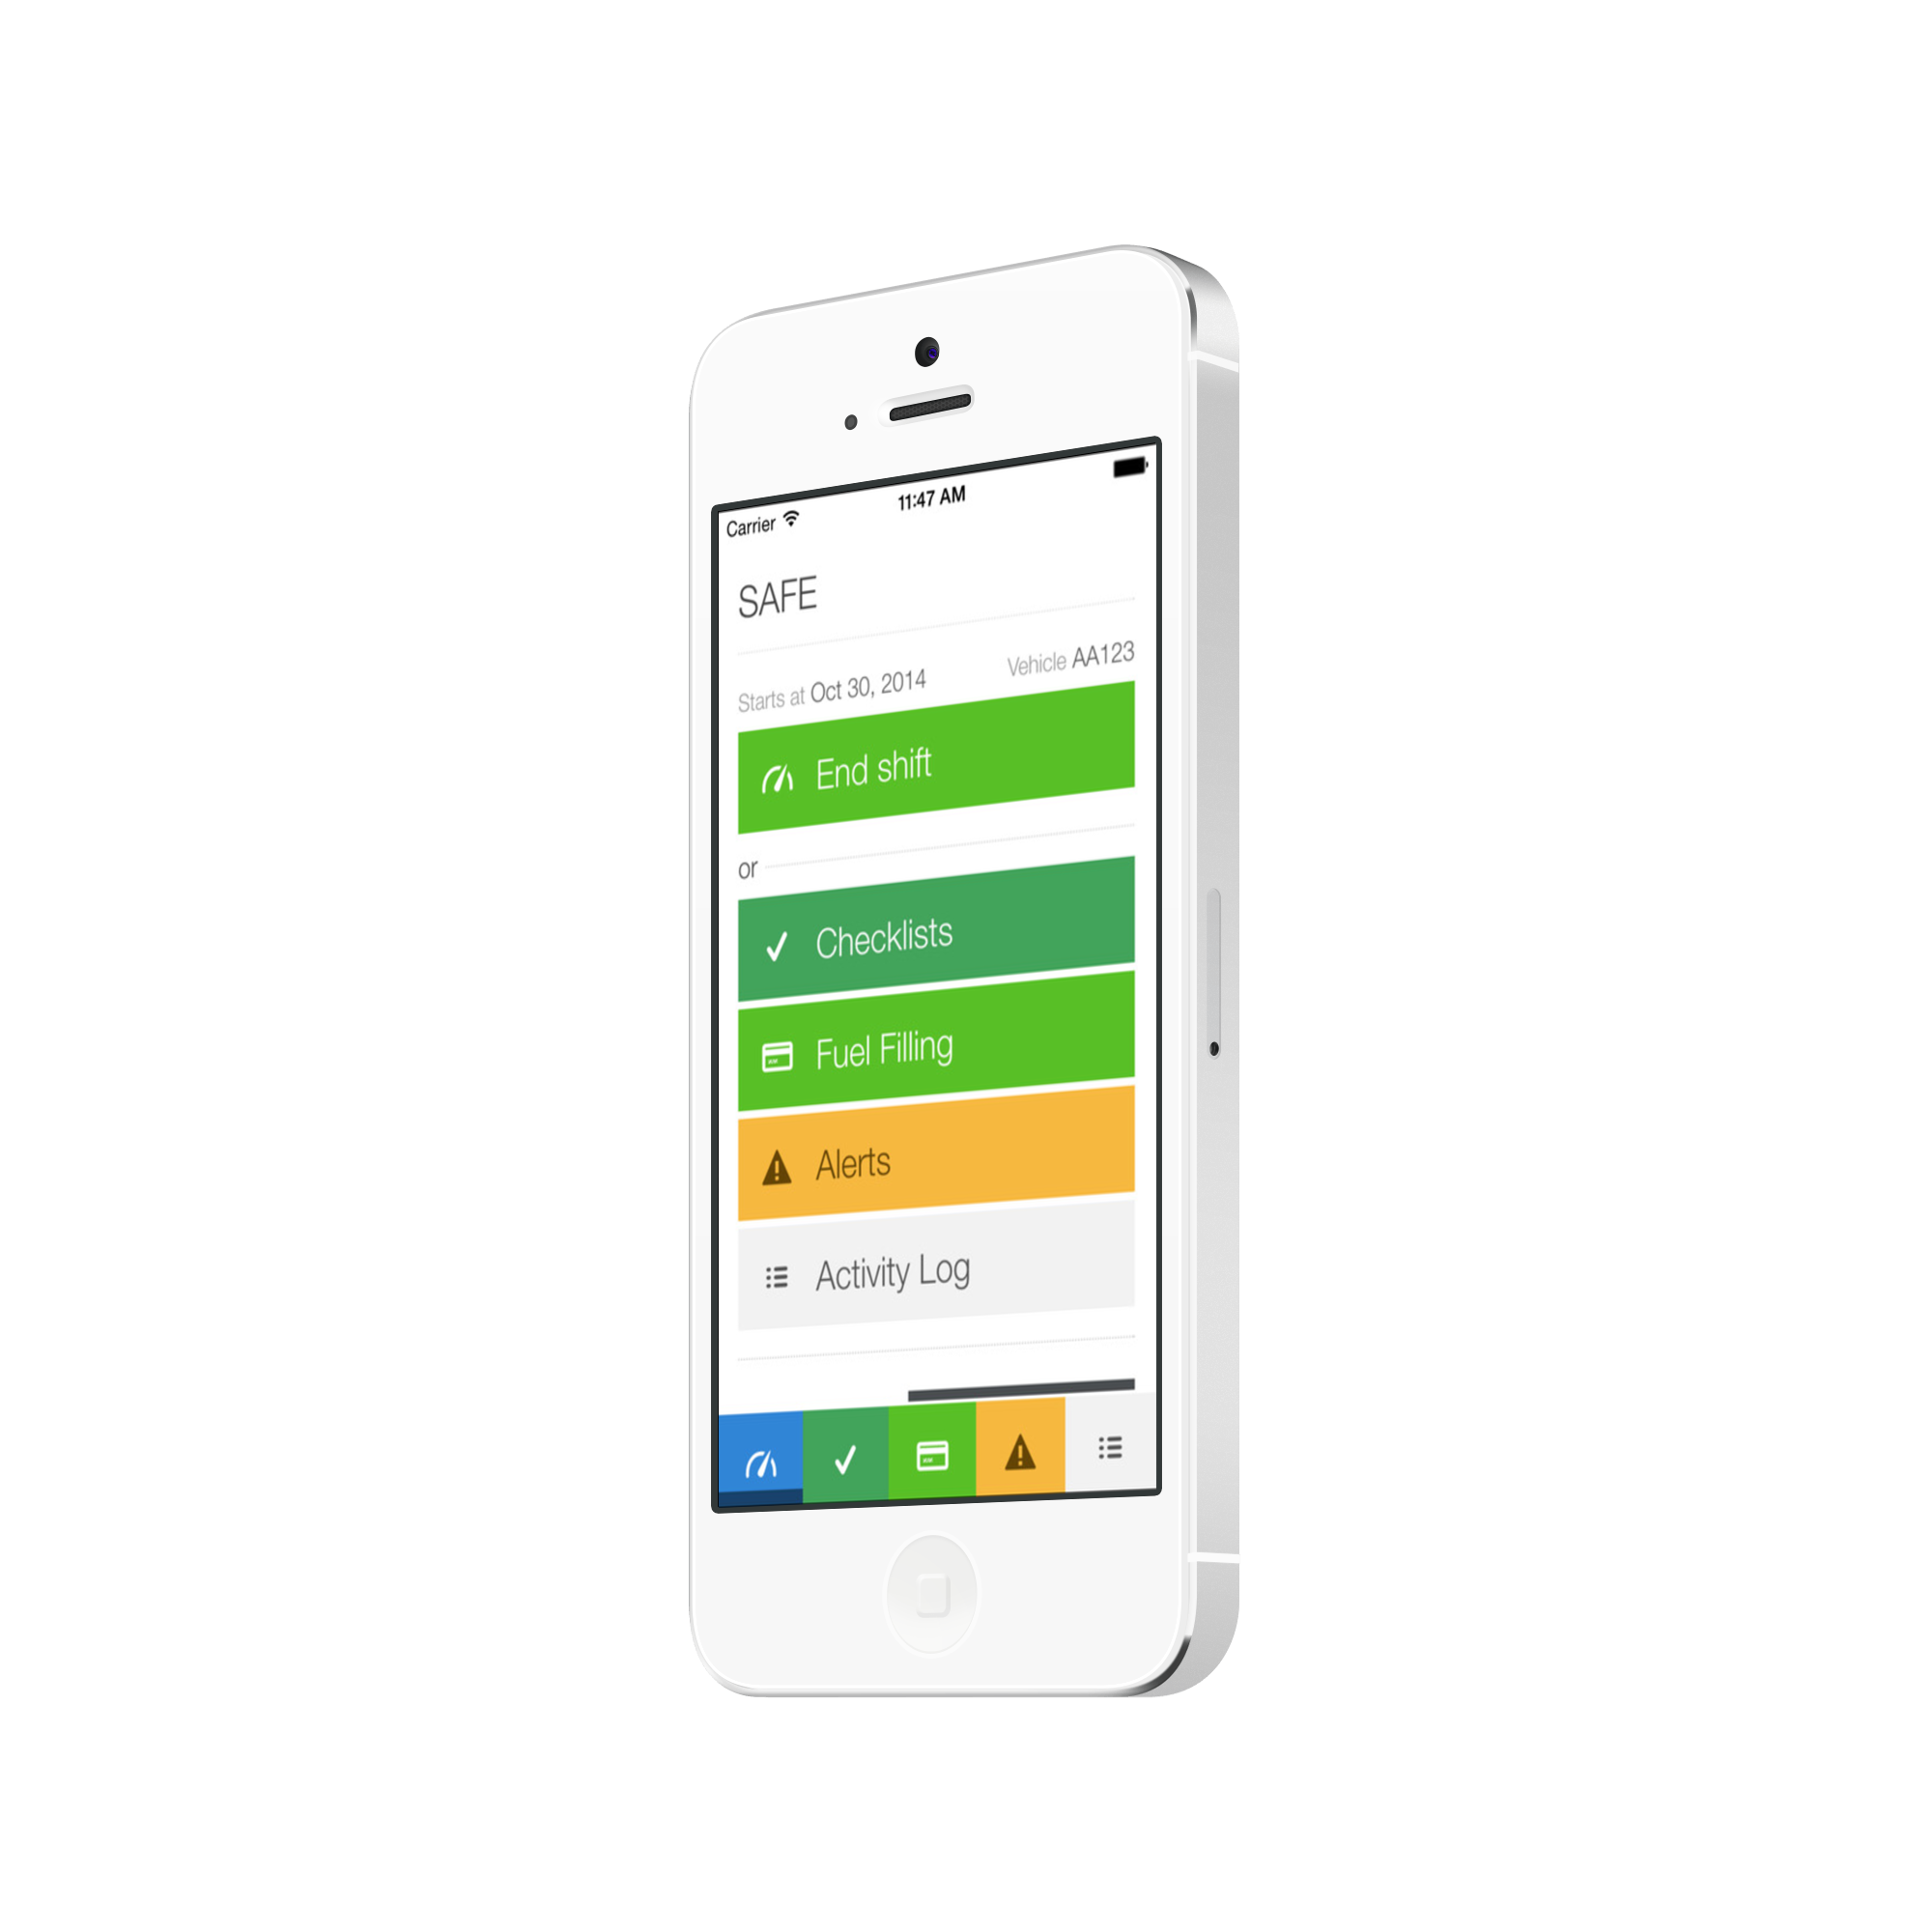 Carrier 11:47 AM
SAFE
Starts at Oct 30, 2014 Vehicle AA123
End shift
or
Checklists
Fuel Filling
Alerts
Activity Log